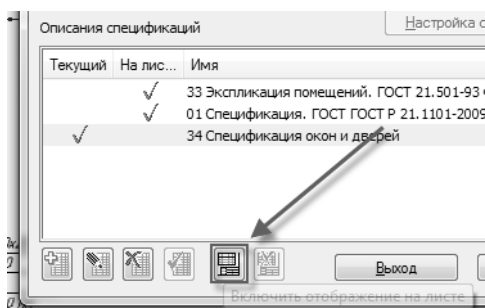 Описания спецификаций
Настройка с
Текущий На лис... Имя
33 Экспликация помещений. ГОСТ 21.501-93
01 Спецификация. ГОСТ ГОСТ Р 21.1101-2009
34 Спецификация окон и дверей
Выход
Включить отображение на листе